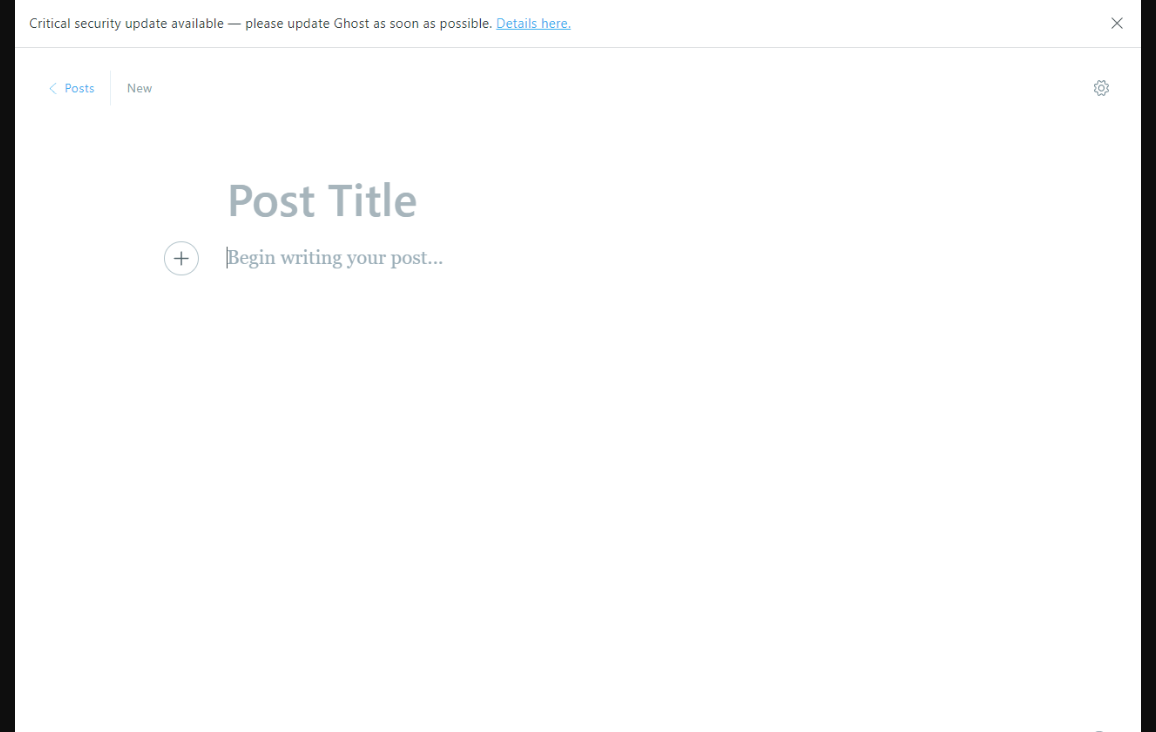 Critical security update available — please update Ghost as soon as possible. Details here.
Posts New
Post Title
Begin writing your post...